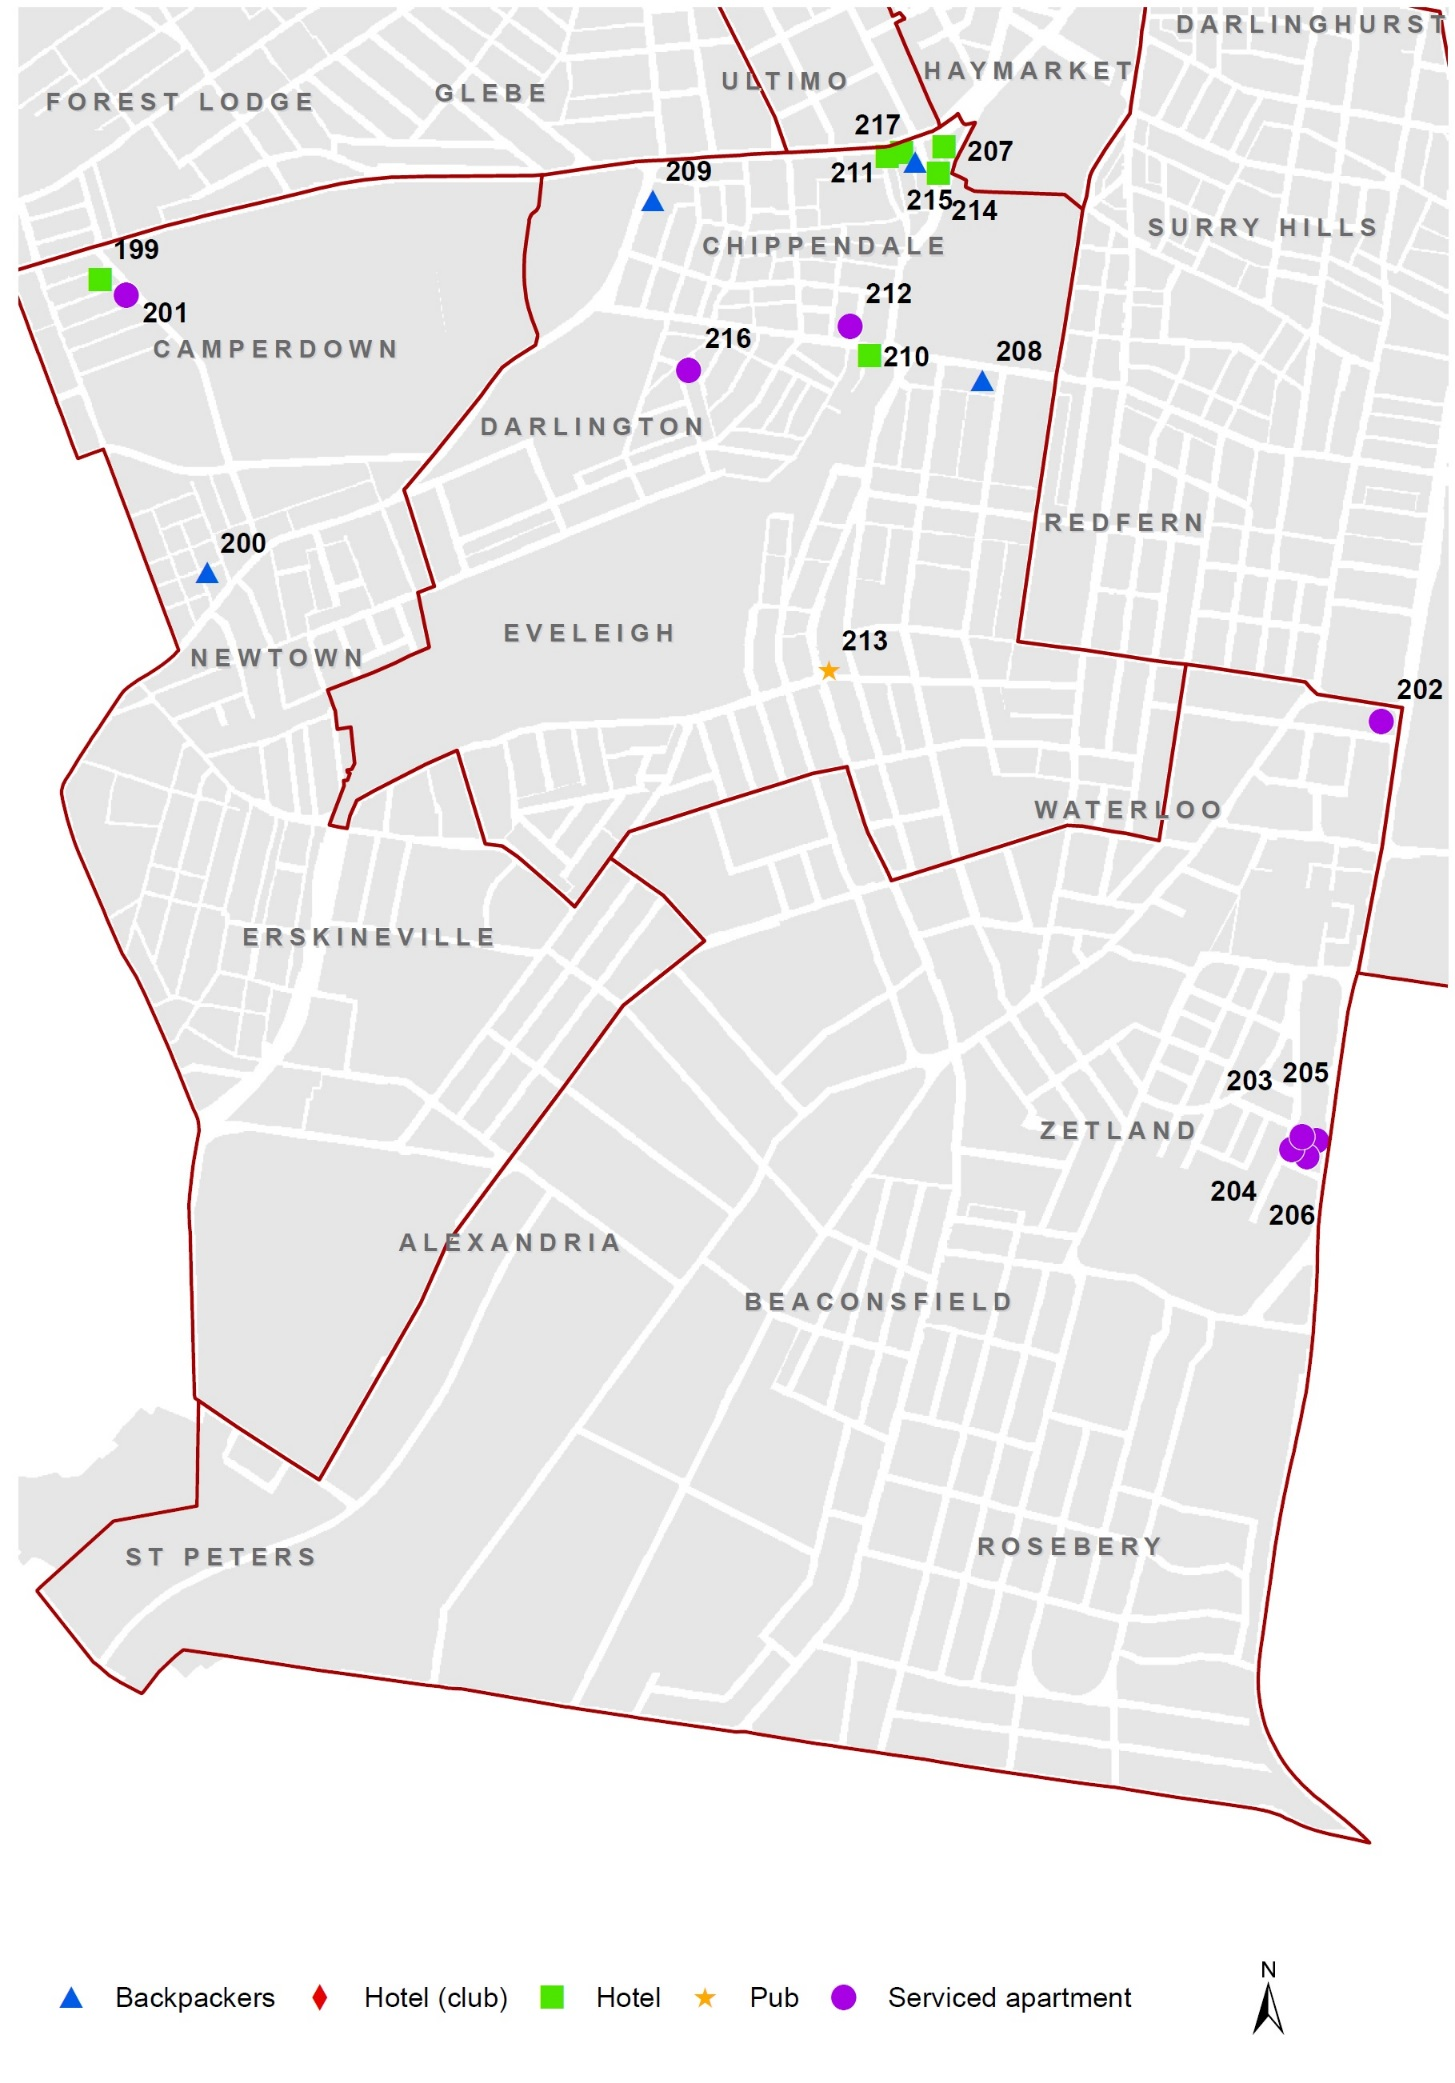 DARLINGHURST
HAYMARKET
ULTIMO
GLEBE
FOREST LODGE
217
207
209
211
215
214
SURRY HILLS
CHIPPENDALE
199
201
212
216
CAMPERDOWN
210
208
DARLINGTON
REDFERN
200
EVELEIGH
213
NEWTOWN
202
WATERLOO
ERSKINEVILLE
203
205
ZETLAND
204
206
ALEXANDRIA
BEACONSFIELD
ROSEBERY
ST PETERS
N
Backpackers
Hotel (club)
Hotel
Pub
Serviced apartment